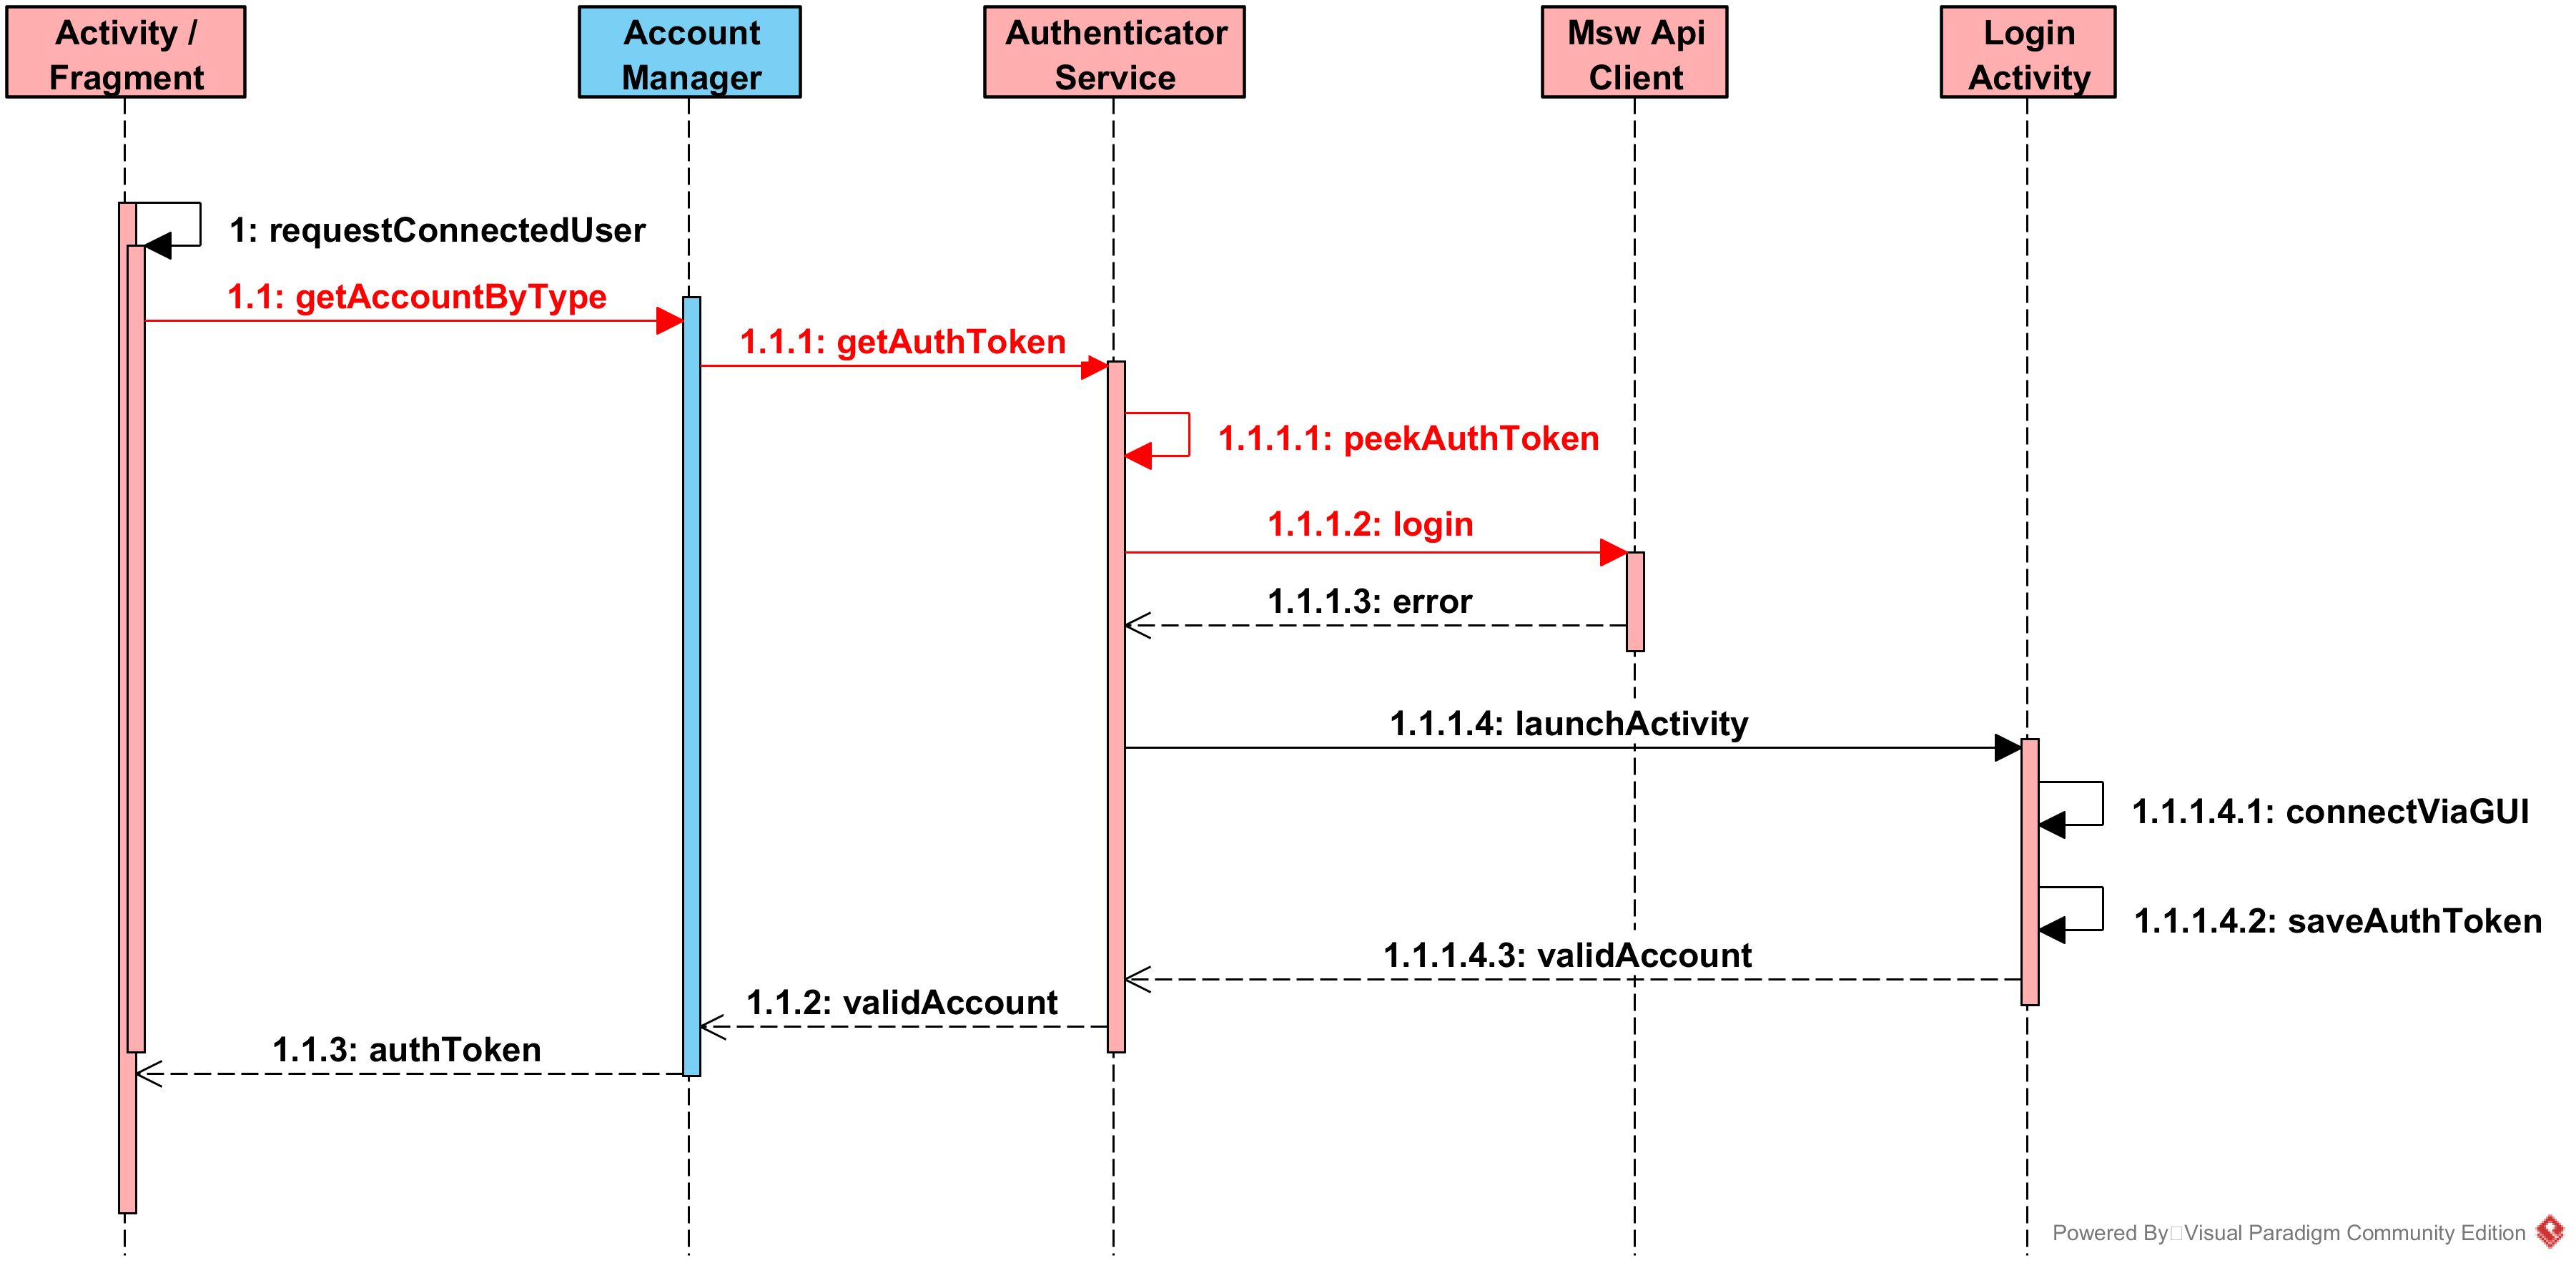 Activity /
Fragment
Account
Manager
Authenticator
Service
Msw Api
Client
Login
Activity
1: requestConnectedUser
1.1: getAccountByType
1.1.1: getAuthToken
1.1.1.1: peekAuthToken
1.1.1.2: login
1.1.1.3: error
1.1.1.4: launchActivity
1.1.1.4.1: connectViaGUI
1.1.1.4.2: saveAuthToken
1.1.1.4.3: validAccount
1.1.2: validAccount
1.1.3: authToken
Powered By Visual Paradigm Community Edition